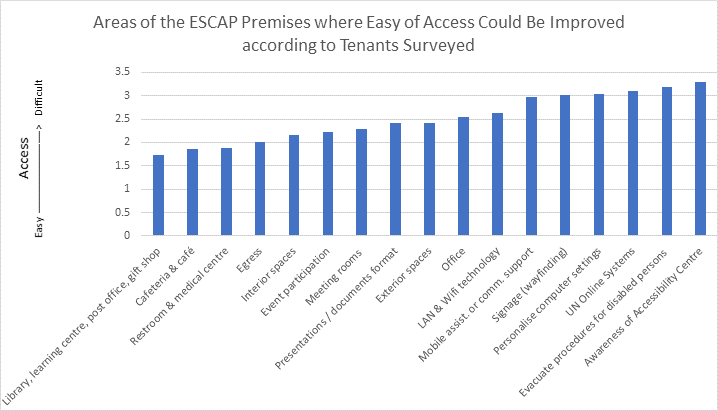 Areas of the ESCAP Premises where Easy of Access Could Be Improved
according to Tenants Surveyed
Access
Easy
Difficult
3.5
3
2.5
2
1.5
1
0.5
0
Library, learning centre, post office, gift shop
Cafeteria & café
Restroom & medical centre
Egress
Interior spaces
Event participation
Meeting rooms
Presentations / documents format
Exterior spaces
Office
LAN & Wifi technology
Mobile assist. or comm. support
Signage (wayfinding)
Personalise computer settings
UN Online Systems
Evacuate procedures for disabled persons
Awareness of Accessibility Centre